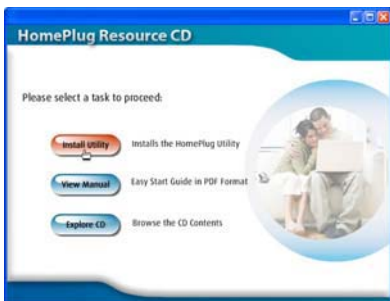 HomePlug Resource CD
Please select a task to proceed:
Install Utility Installs the HomePlug Utility
View Manual Easy Start Guide in PDF Format
Explore CD Browse the CD Contents